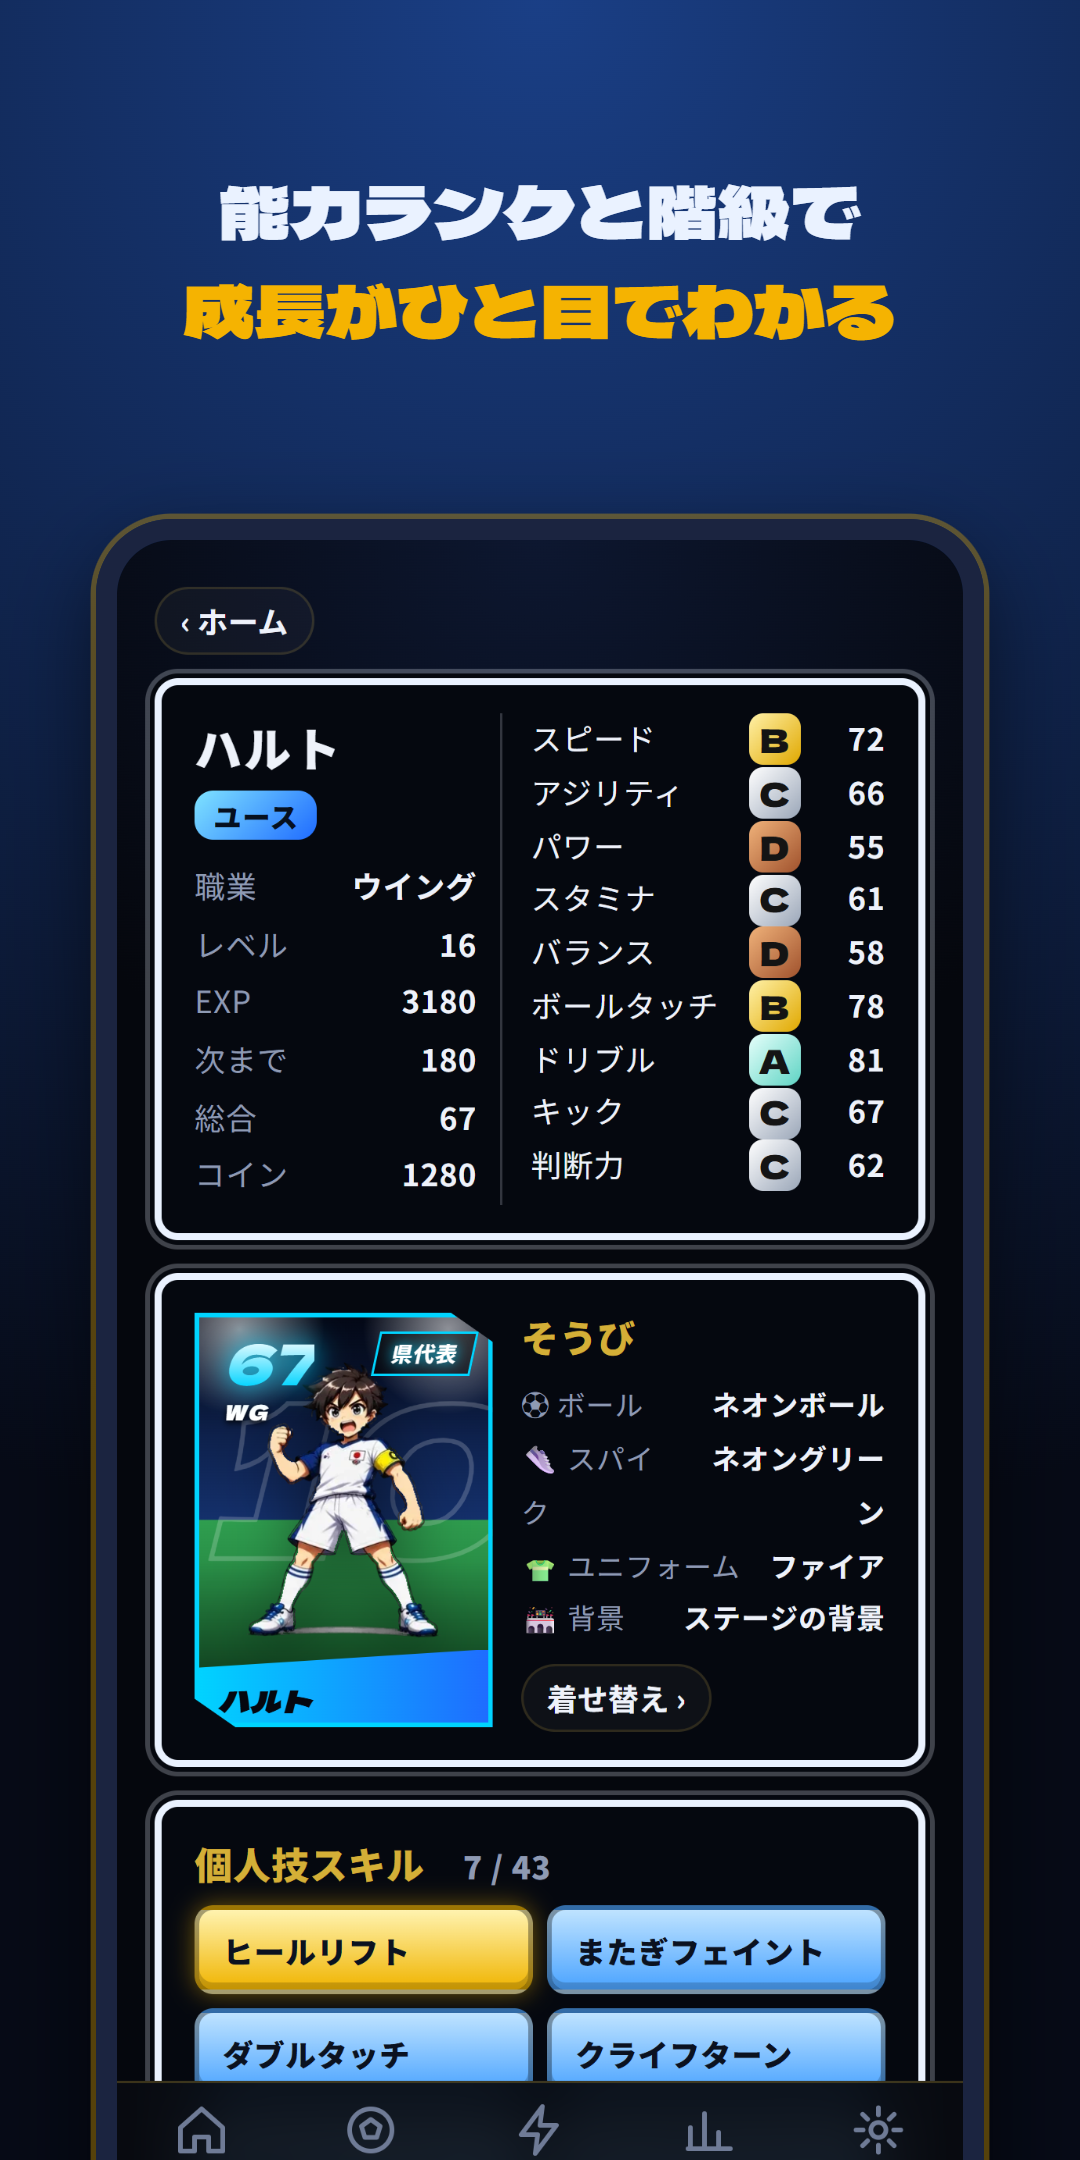 能力ランクと階級で
成長がひと目でわかる
‹ ホーム
ハルト
ユース
職業 ウイング
レベル 16
EXP 3180
次まで 180
総合 67
コイン 1280
スピード B 72
アジリティ C 66
パワー D 55
スタミナ C 61
バランス D 58
ボールタッチ B 78
ドリブル A 81
キック C 67
判断力 C 62
67
県代表
WG
16
ハルト
そうび
ボール ネオンボール
スパイ ネオングリー
ク ン
ユニフォーム ファイア
背景 ステージの背景
着せ替え ›
個人技スキル 7 / 43
ヒールリフト またぎフェイント
ダブルタッチ クライフターン